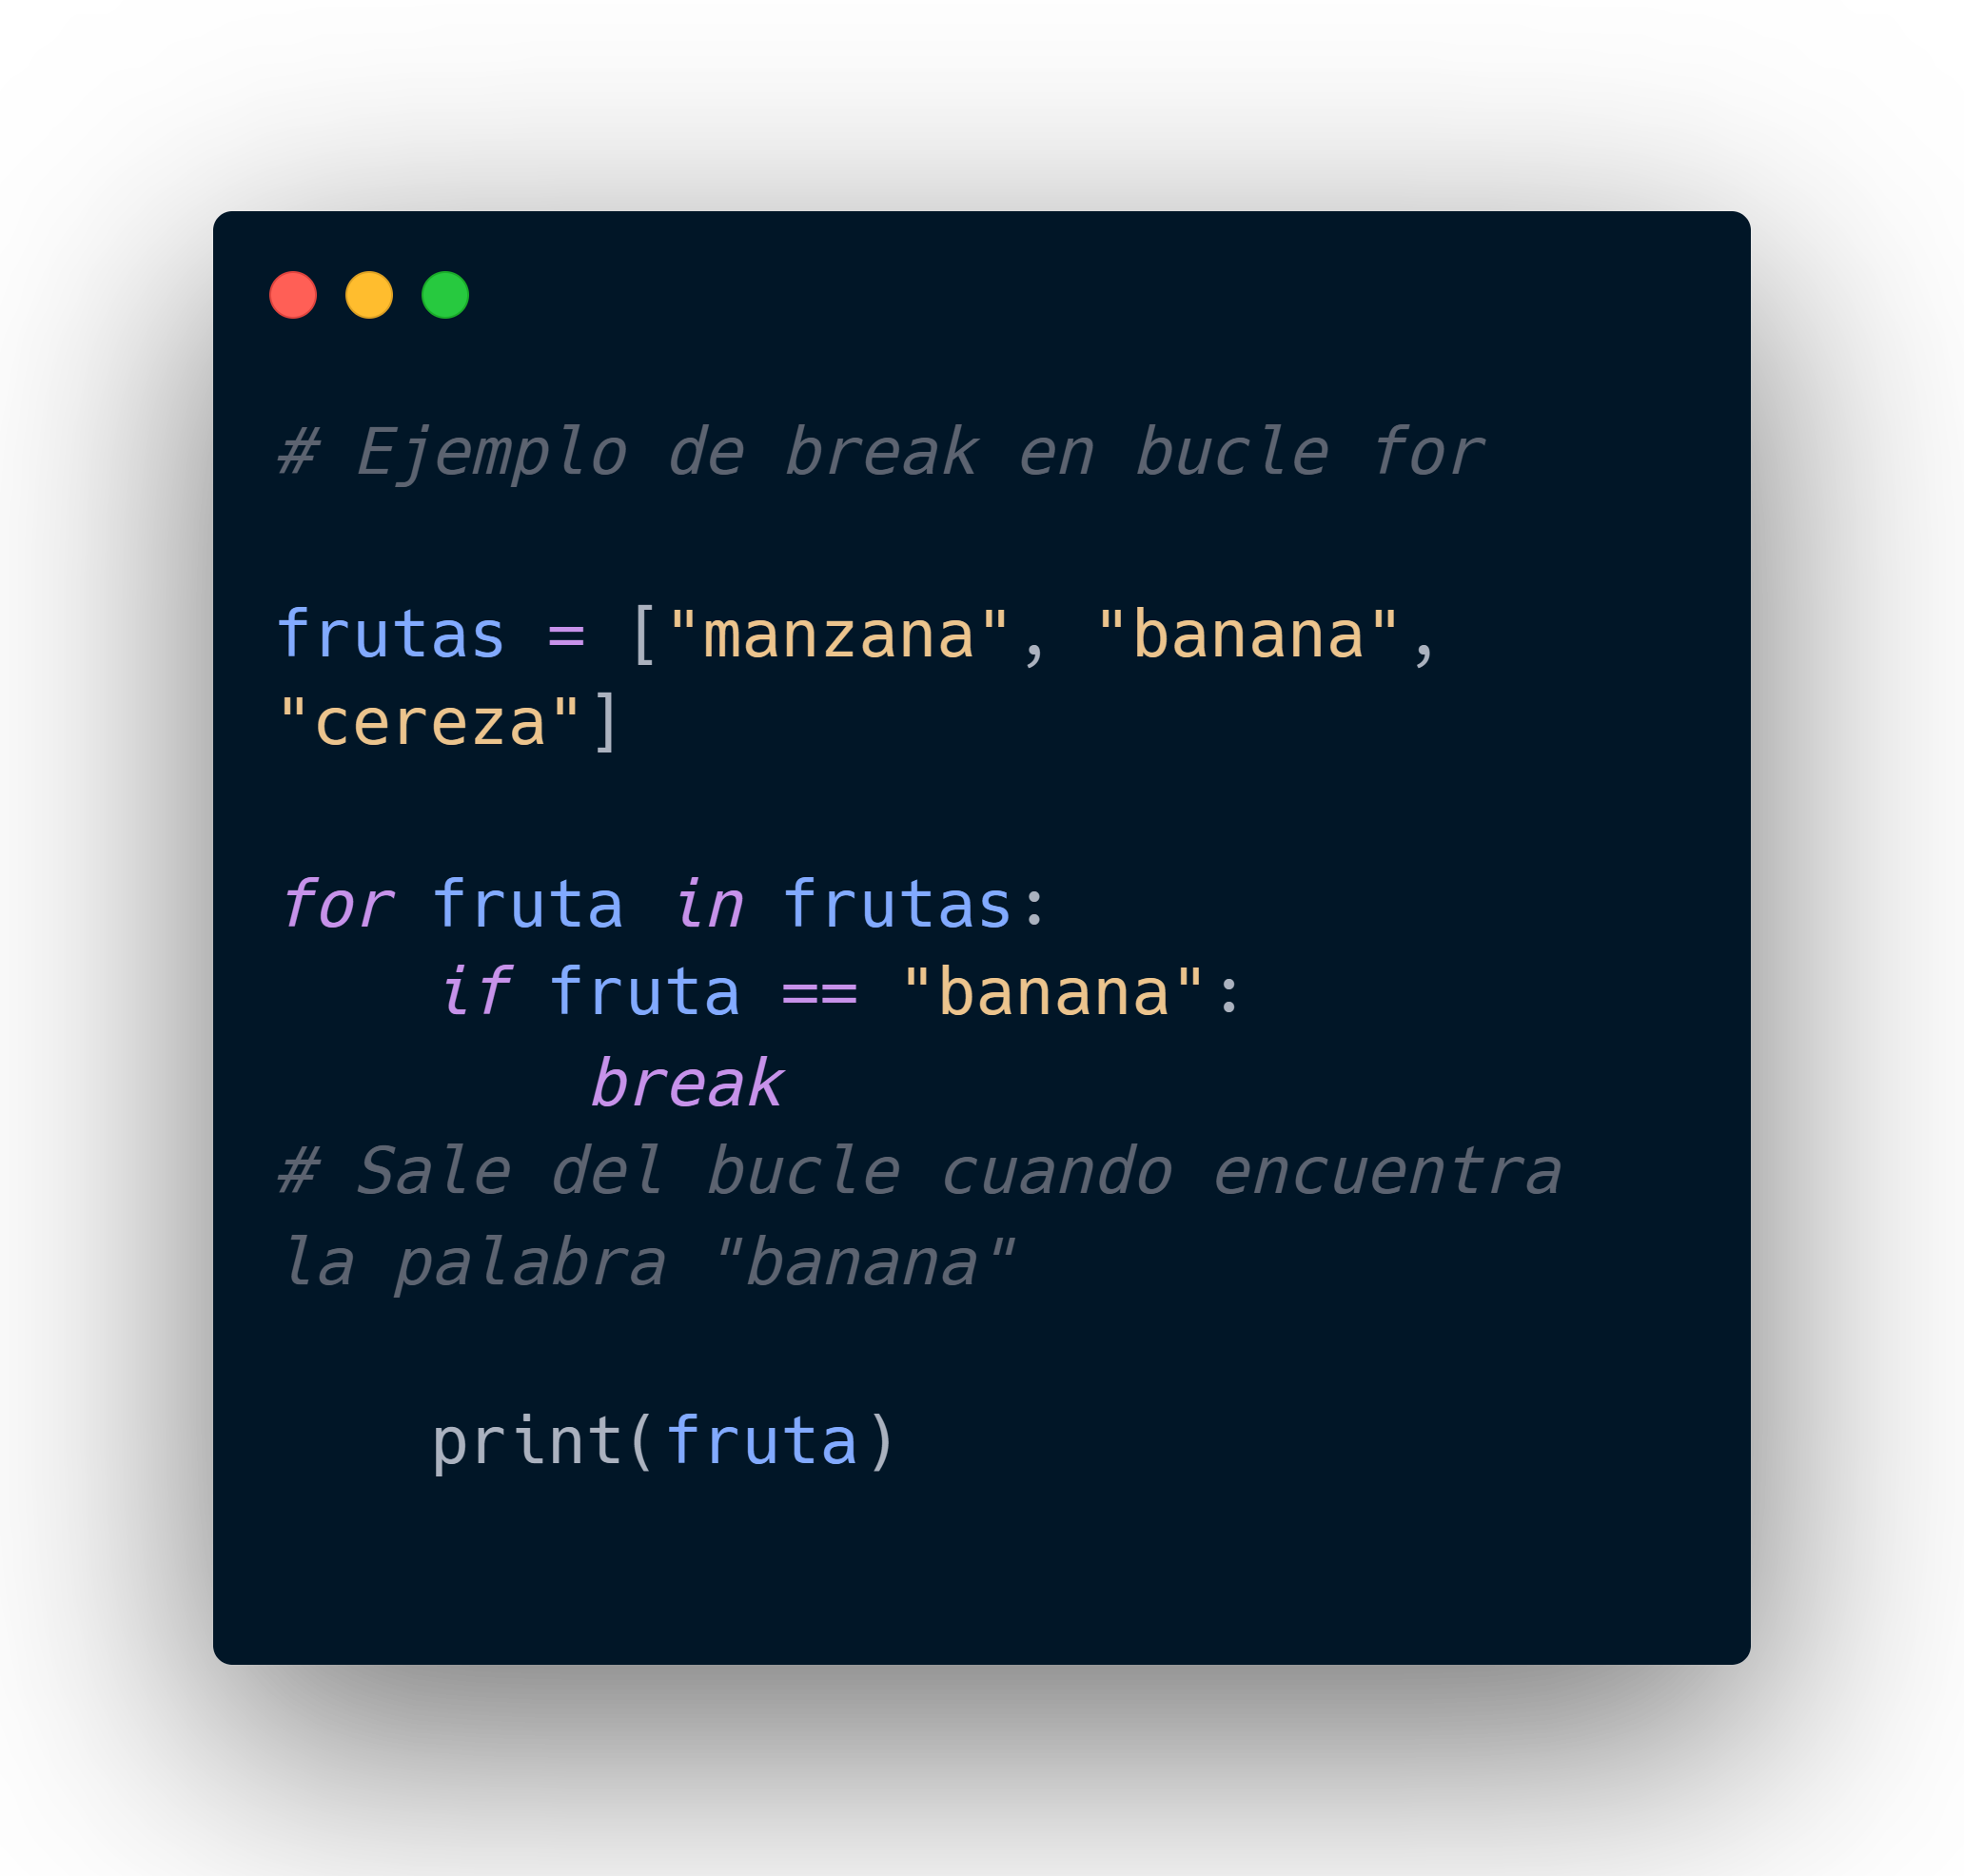 # Ejemplo de break en bucle for
frutas = ["manzana", "banana",
"cereza"]
for fruta in frutas:
    if fruta == "banana":
        break
# Sale del bucle cuando encuentra
la palabra "banana"
    print(fruta)